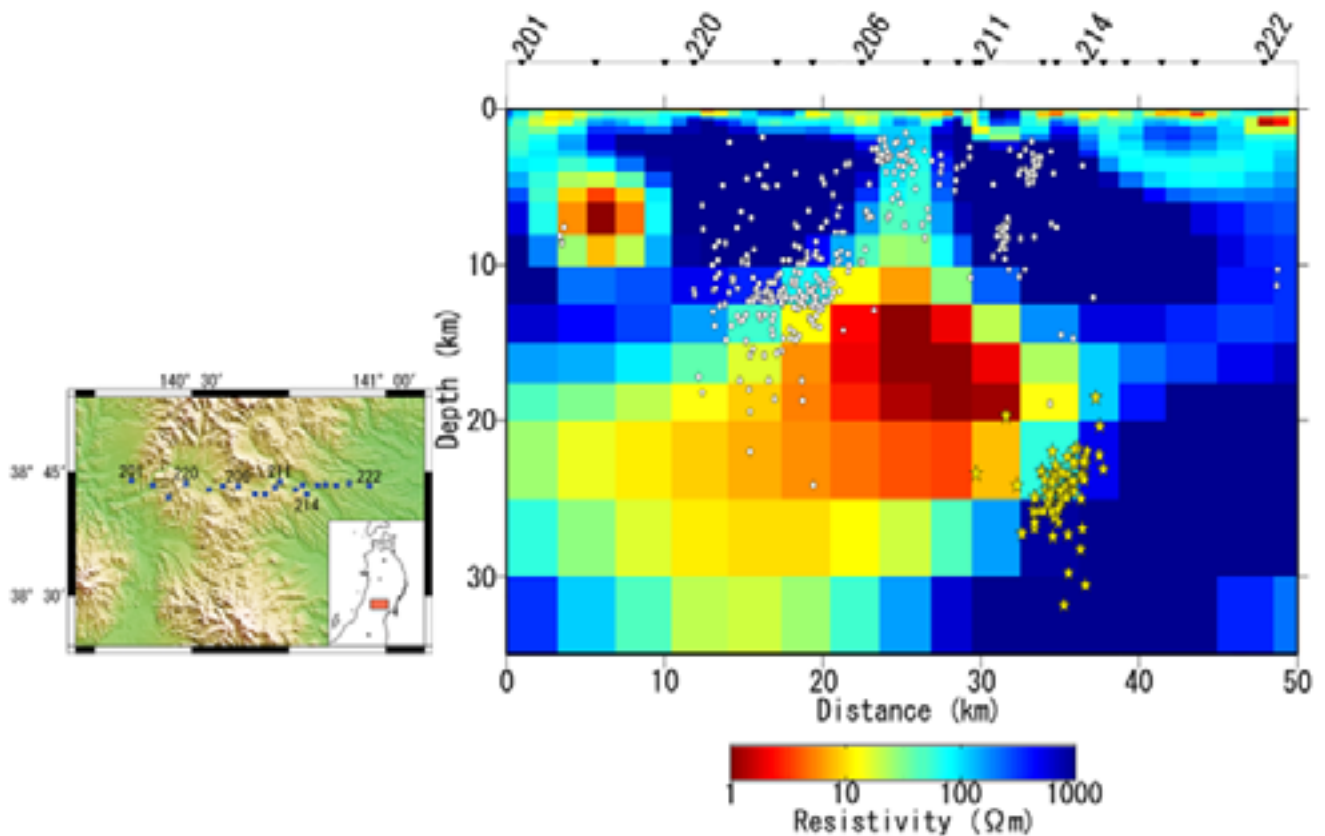 201 220 206 211 214 222
0
10
20
30
Depth (km)
0 10 20 30 40 50
Distance (km)
1 10 100 1000
Resistivity (Ωm)
140° 30' 141° 00'
38° 45'
38° 30'
201 220 206 211 222
214